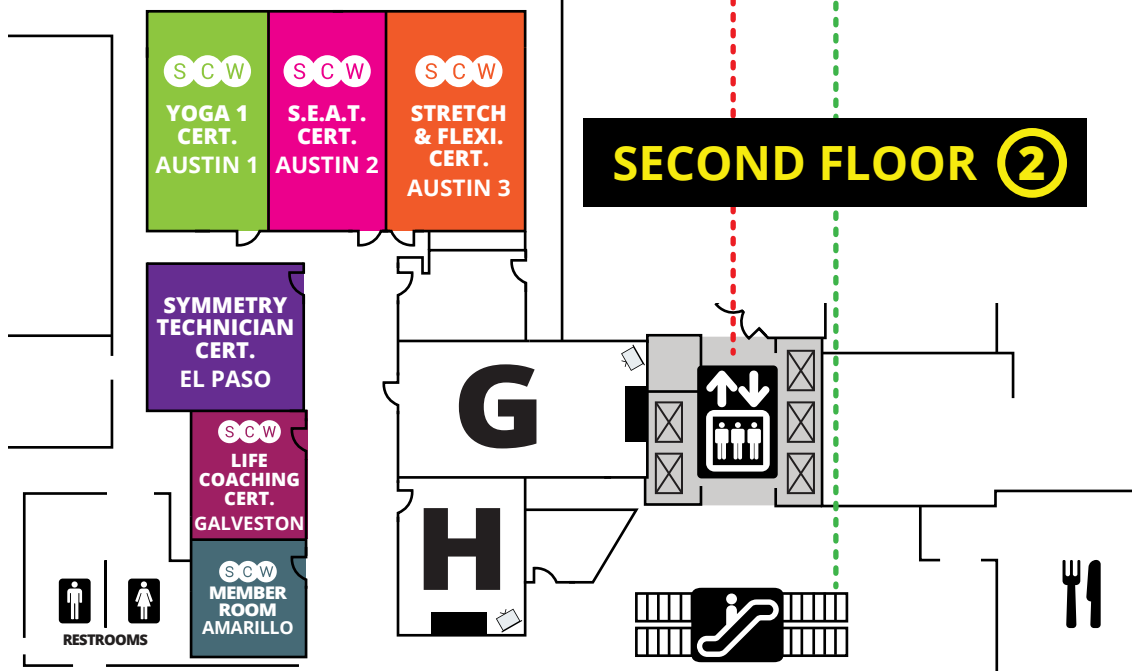 SCW
YOGA 1
CERT.
AUSTIN 1
SCW
S.E.A.T.
CERT.
AUSTIN 2
SCW
STRETCH
& FLEXI.
CERT.
AUSTIN 3
SECOND FLOOR 2
SYMMETRY
TECHNICIAN
CERT.
EL PASO
G
SCW
LIFE
COACHING
CERT.
GALVESTON
H
SCW
MEMBER
ROOM
AMARILLO
RESTROOMS